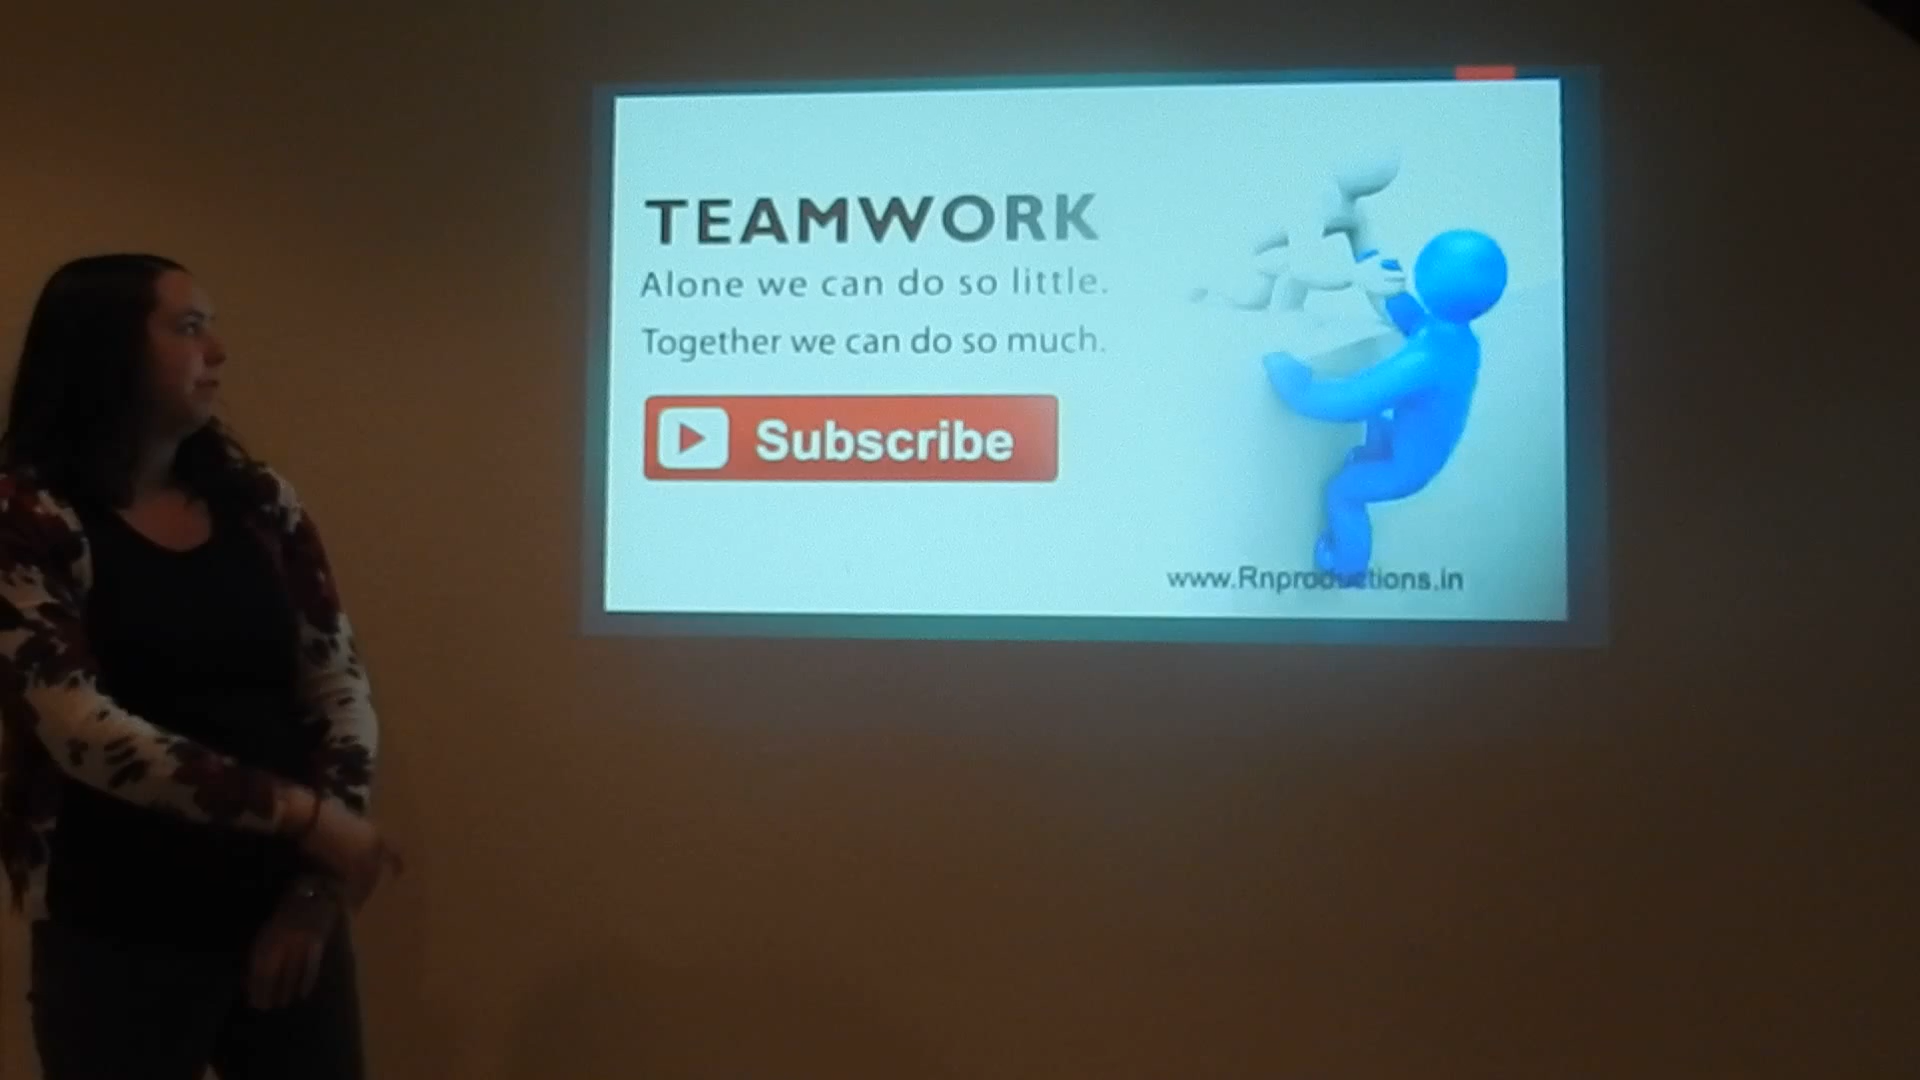 TEAMWORK
Alone we can do so little.
Together we can do so much.
Subscribe
www.Rnproductions.in